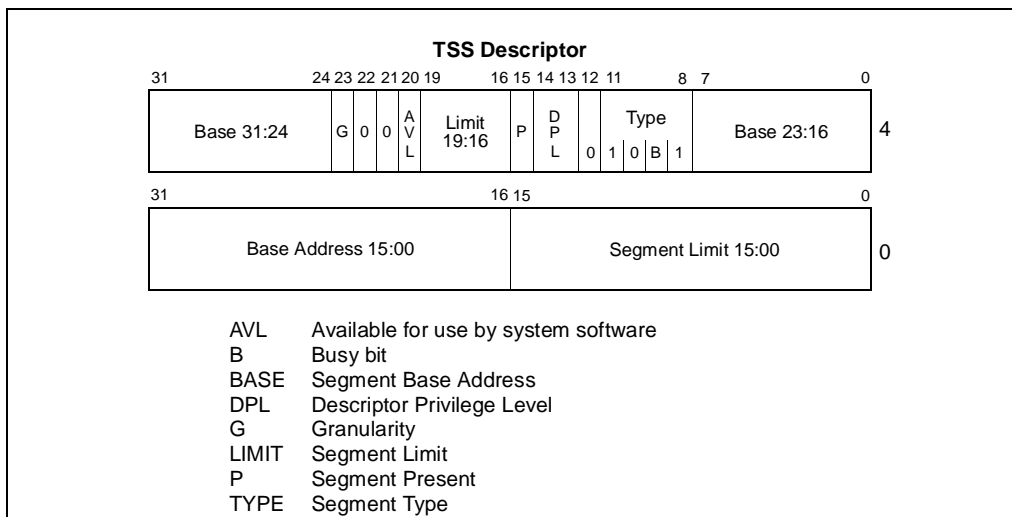 TSS Descriptor
31 24 23 22 21 20 19 16 15 14 13 12 11 8 7 0
Base 31:24 G 0 0 AVL Limit 19:16 P DPL 0 Type 1 0 B 1 Base 23:16 4
31 16 15 0
Base Address 15:00 Segment Limit 15:00 0
AVL Available for use by system software
B Busy bit
BASE Segment Base Address
DPL Descriptor Privilege Level
G Granularity
LIMIT Segment Limit
P Segment Present
TYPE Segment Type